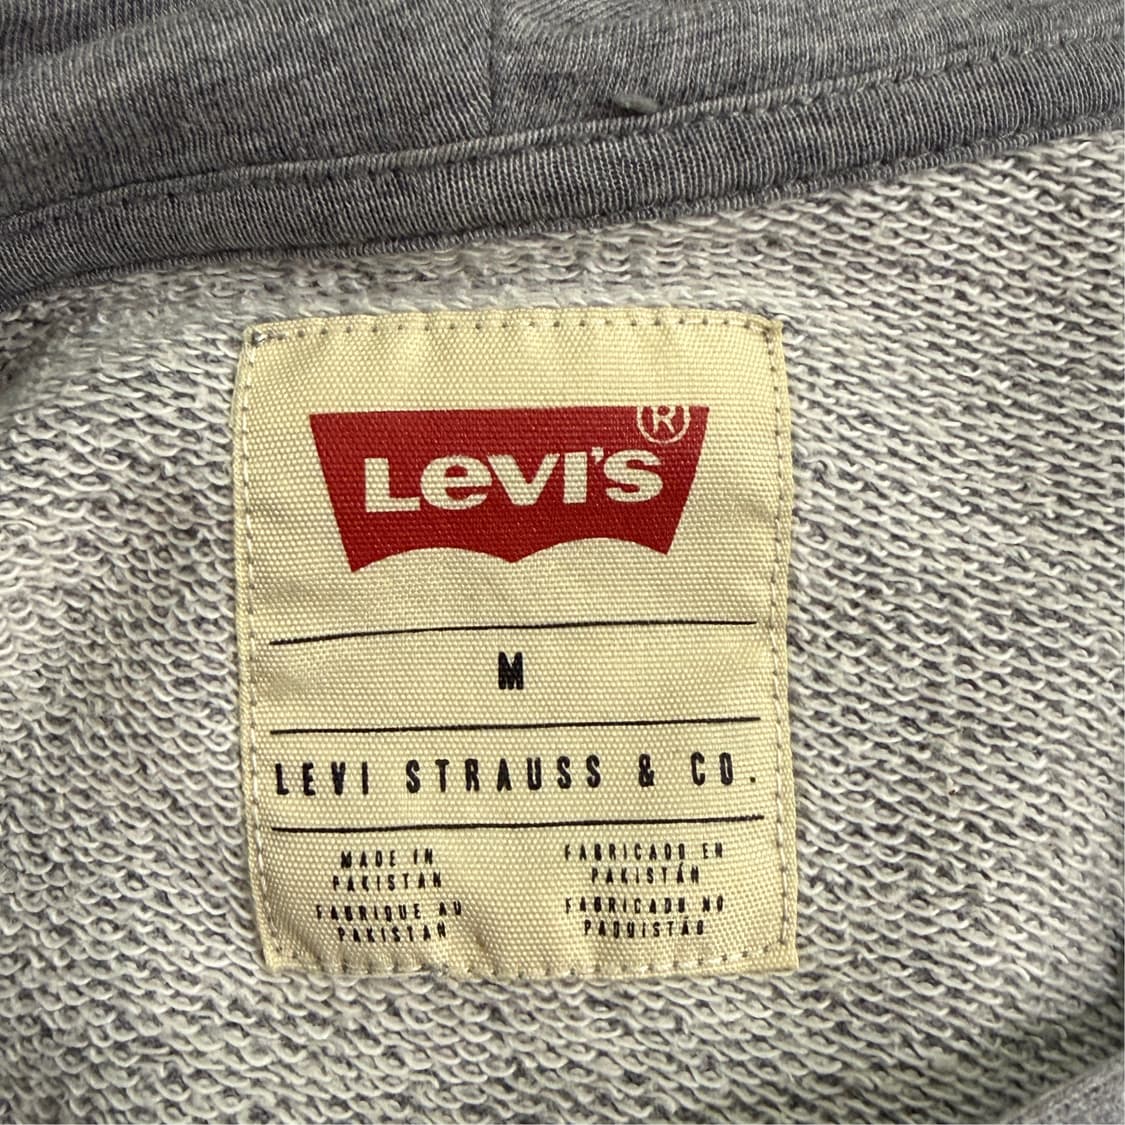 Levi's®
M
LEVI STRAUSS & CO.
MADE IN
PAKISTAN
FABRIQUE AU
PAKISTAN
FABRICADO EN
PAKISTÁN
FABRICADO NO
PAQUISTÃO